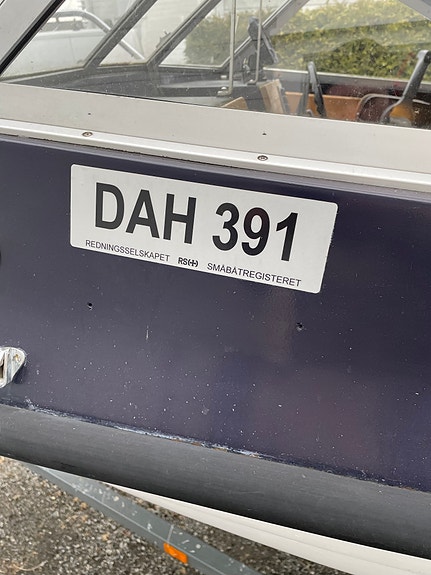 DAH 391
REDNINGSSELSKAPET RS(+) SMÅBÅTREGISTERET